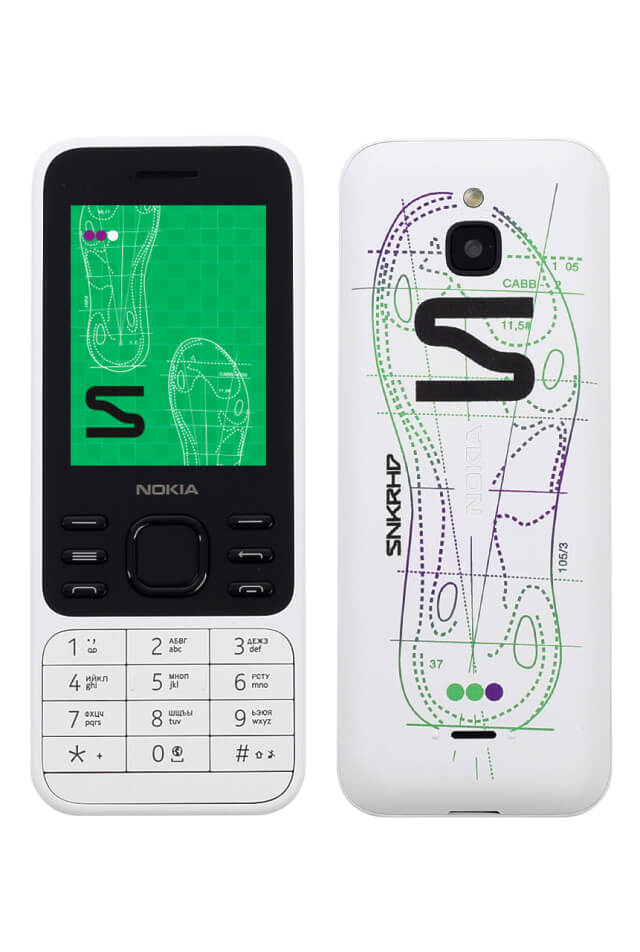 NOKIA
1
2 АБВГ abc
3 ДЕЖЗ def
4 ИЙКЛ ghi
5 МНОП jkl
6 РСТУ mno
7 ФХЦЧ pqrs
8 ШЩЪЫ tuv
9 ЬЭЮЯ wxyz
* +
0
#
1 05
CABB - 2
11,5#
NOKIA
SNKRHD
105/3
37